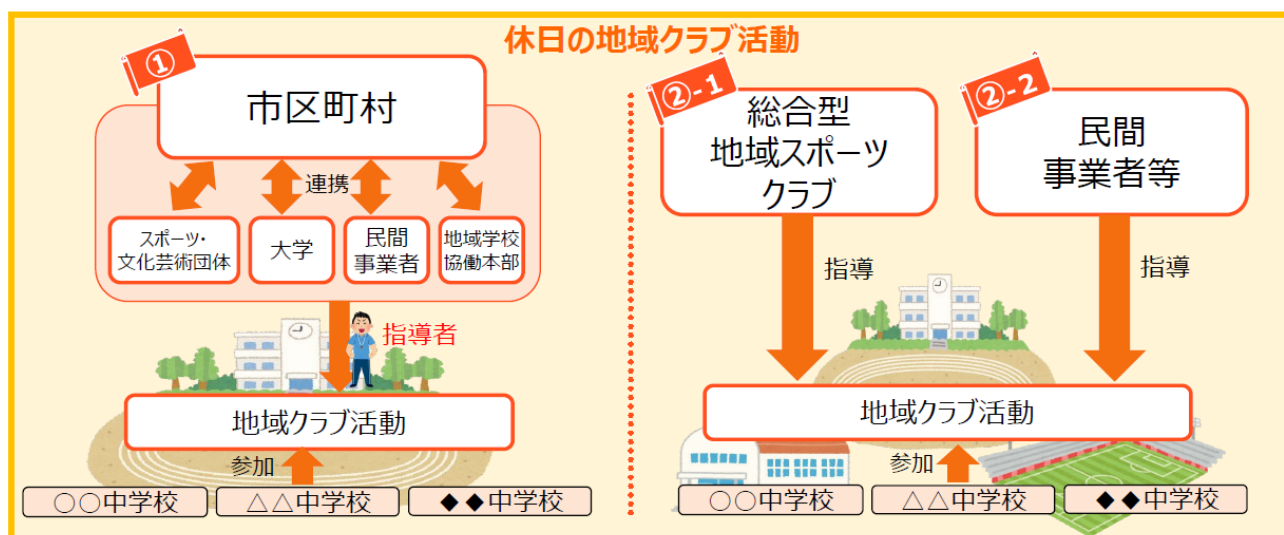 休日の地域クラブ活動
①
市区町村
連携
スポーツ・
文化芸術団体
大学
民間
事業者
地域学校
協働本部
指導者
地域クラブ活動
参加
○○中学校
△△中学校
◆◆中学校
②-1
総合型
地域スポーツ
クラブ
②-2
民間
事業者等
指導
指導
地域クラブ活動
参加
○○中学校
△△中学校
◆◆中学校